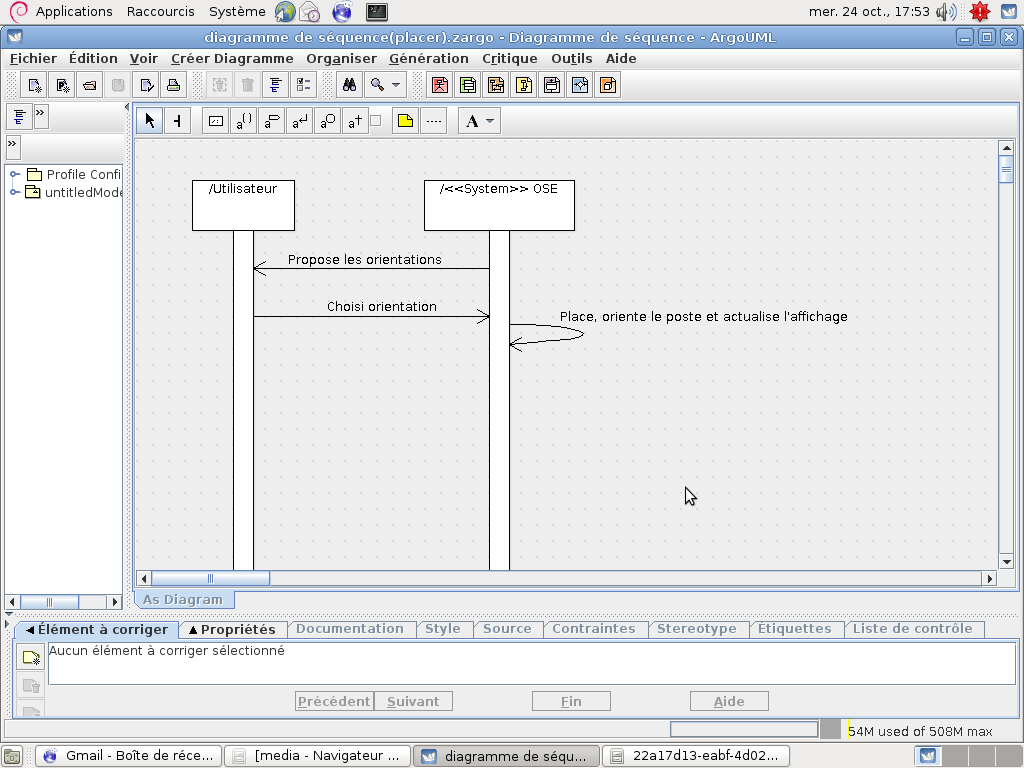 Applications Raccourcis Système mer. 24 oct., 17:53
diagramme de séquence(placer).zargo - Diagramme de séquence - ArgoUML
Fichier Édition Voir Créer Diagramme Organiser Génération Critique Outils Aide
A
Profile Confi
untitledMode
/Utilisateur
/<<System>> OSE
Propose les orientations
Choisi orientation
Place, oriente le poste et actualise l'affichage
As Diagram
Élément à corriger Propriétés Documentation Style Source Contraintes Stereotype Étiquettes Liste de contrôle
Aucun élément à corriger sélectionné
Précédent Suivant Fin Aide
54M used of 508M max
Gmail - Boîte de réce... [media - Navigateur ... diagramme de séqu... 22a17d13-eabf-4d02...